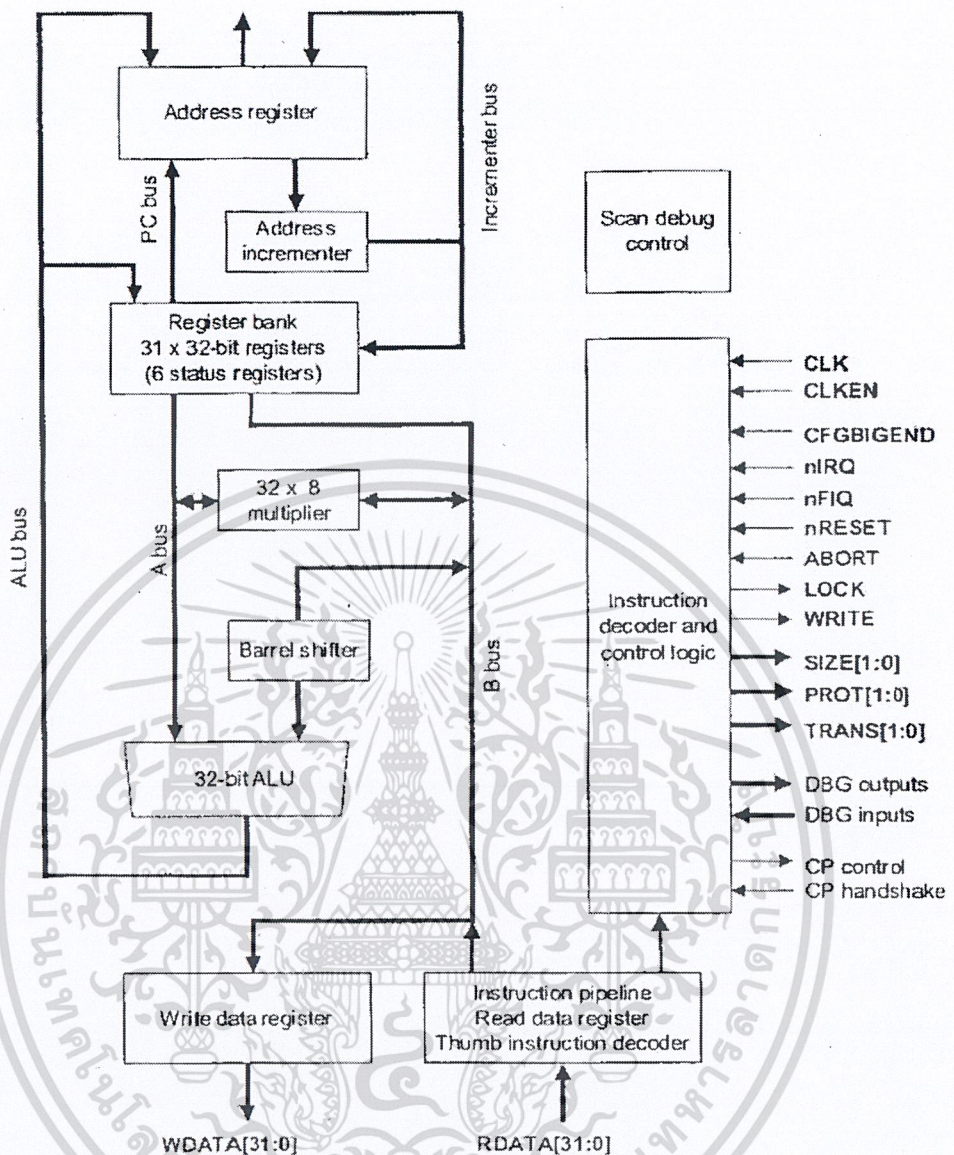 Address register
Incrementer bus
PC bus
Address
incrementer
Scan debug
control
Register bank
31 x 32-bit registers
(6 status registers)
ALU bus
A bus
32 x 8
multiplier
Barrel shifter
B bus
32-bit ALU
Instruction
decoder and
control logic
CLK
CLKEN
CFGBIGEND
nIRQ
nFIQ
nRESET
ABORT
LOCK
WRITE
SIZE[1:0]
PROT[1:0]
TRANS[1:0]
DBG outputs
DBG inputs
CP control
CP handshake
Write data register
Instruction pipeline
Read data register
Thumb instruction decoder
WDATA[31:0]
RDATA[31:0]